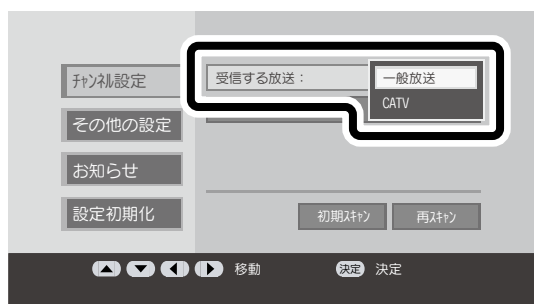 チャンネル設定
受信する放送：
一般放送
CATV
その他の設定
お知らせ
設定初期化
初期スキャン
再スキャン
移動
決定 決定